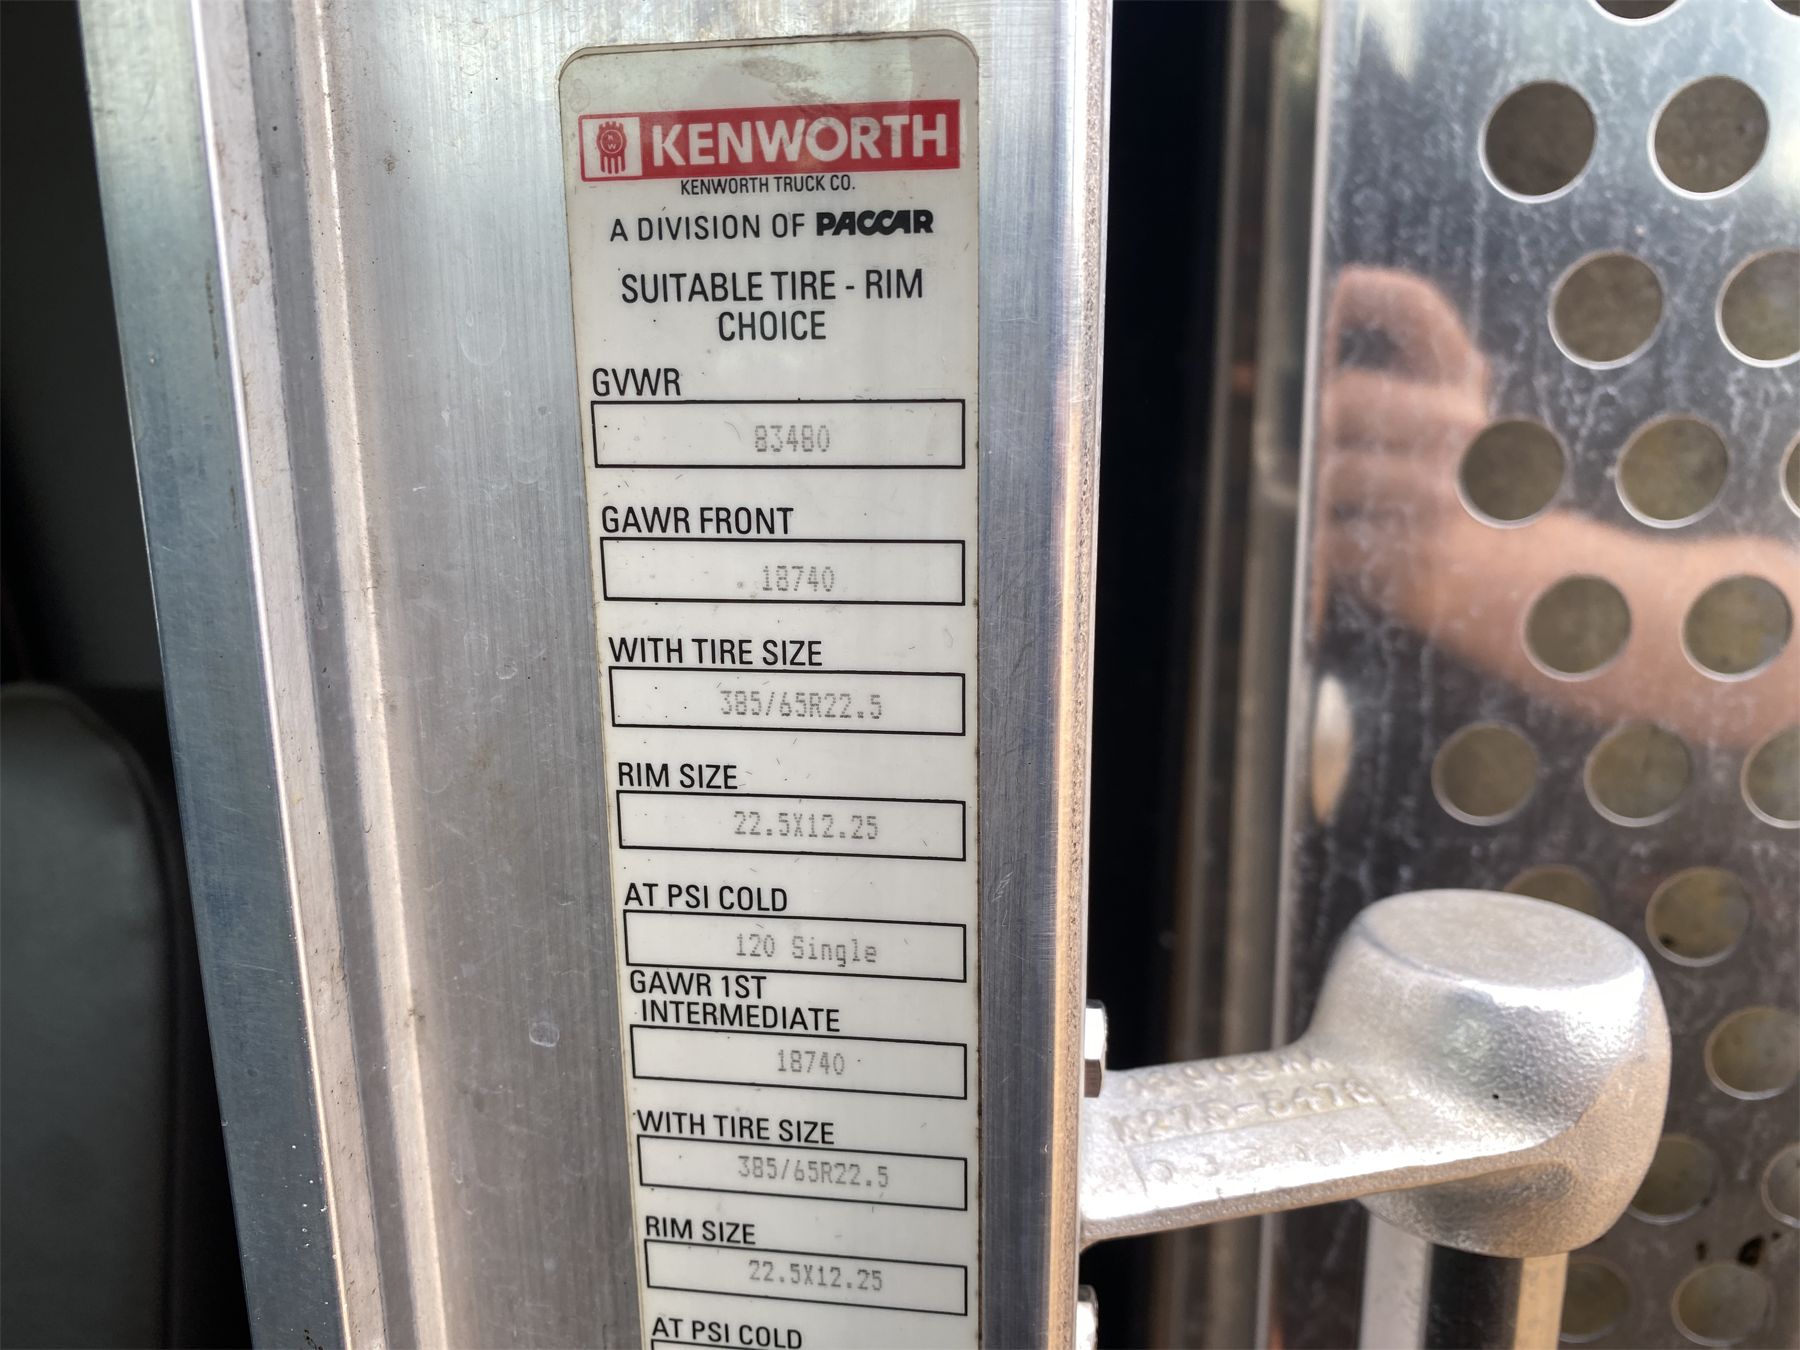 KENWORTH
KENWORTH TRUCK CO.
A DIVISION OF PACCAR
SUITABLE TIRE - RIM
CHOICE
GVWR
83480
GAWR FRONT
18740
WITH TIRE SIZE
385/65R22.5
RIM SIZE
22.5X12.25
AT PSI COLD
120 Single
GAWR 1ST
INTERMEDIATE
18740
WITH TIRE SIZE
385/65R22.5
RIM SIZE
22.5X12.25
AT PSI COLD